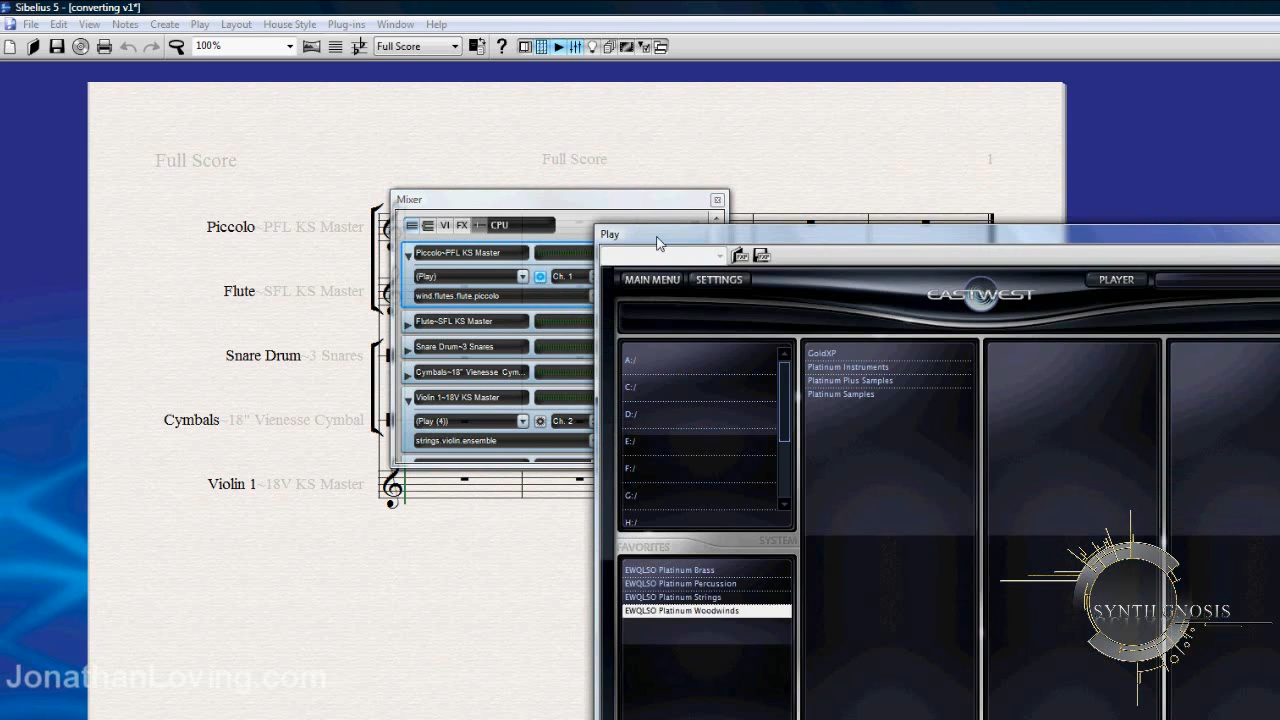 Sibelius 5 - [converting v1*]
File Edit View Notes Create Play Layout House Style Plug-ins Window Help
100% Full Score ?
Full Score Full Score 1
Mixer
VI FX CPU
Piccolo~PFL KS Master
Piccolo~PFL KS Master
(Play) Ch. 1
wind.flutes.flute.piccolo
Flute~SFL KS Master
Flute~SFL KS Master
Snare Drum~3 Snares
Snare Drum~3 Snares
Cymbals~18" Viennese Cym...
Cymbals~18" Vienesse Cymbal
Violin 1~18V KS Master
(Play (4)) Ch. 2
strings.violin.ensemble
Violin 1~18V KS Master
Play
MAIN MENU SETTINGS EASTWEST PLAYER
A:/
C:/
D:/
E:/
F:/
G:/
H:/
GoldXP
Platinum Instruments
Platinum Plus Samples
Platinum Samples
FAVORITES SYSTEM
EWQLSO Platinum Brass
EWQLSO Platinum Percussion
EWQLSO Platinum Strings
EWQLSO Platinum Woodwinds
SYNTHGNOSIS
JonathanLoving.com